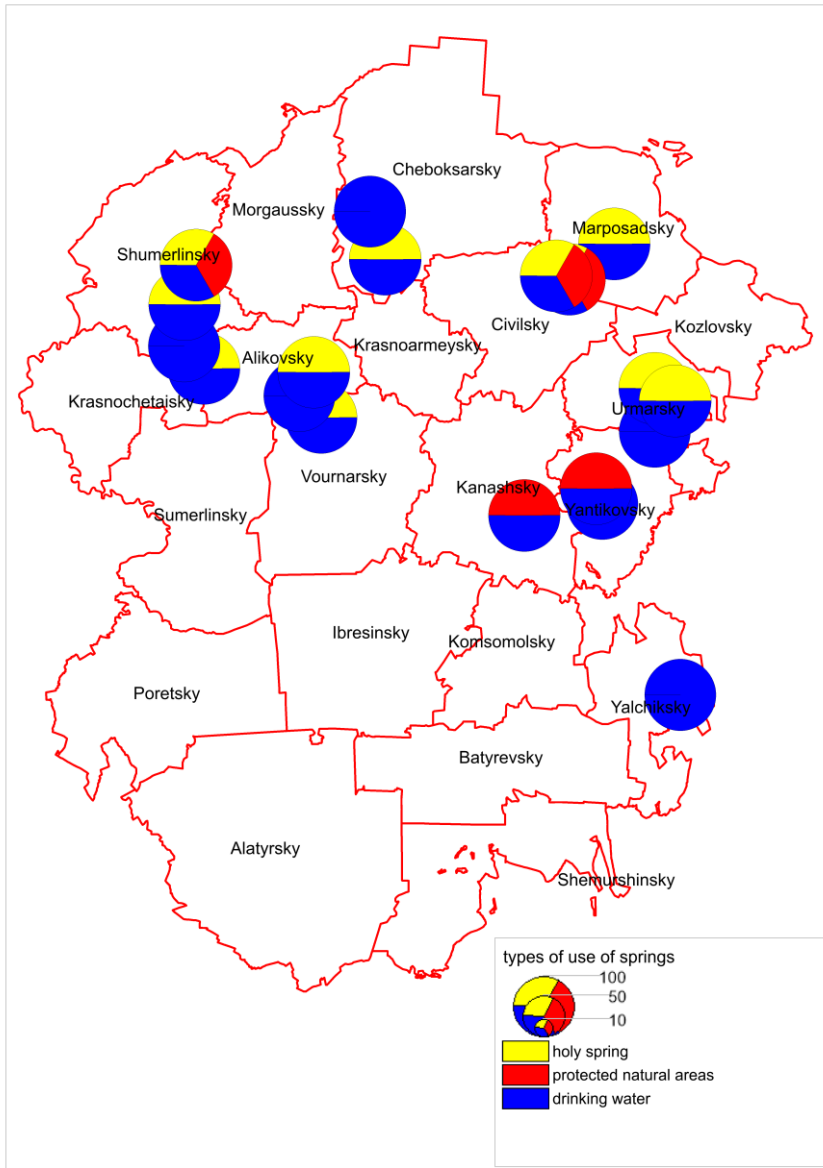 Cheboksarsky
Morgaussky
Marposadsky
Shumerlinsky
Civilsky
Kozlovsky
Krasnoarmeysky
Alikovsky
Krasnochetaisky
Urmarsky
Vournarsky
Kanashsky
Yantikovsky
Sumerlinsky
Ibresinsky
Komsomolsky
Poretsky
Yalchiksky
Batyrevsky
Alatyrsky
Shemurshinsky
types of use of springs
100
50
10
holy spring
protected natural areas
drinking water